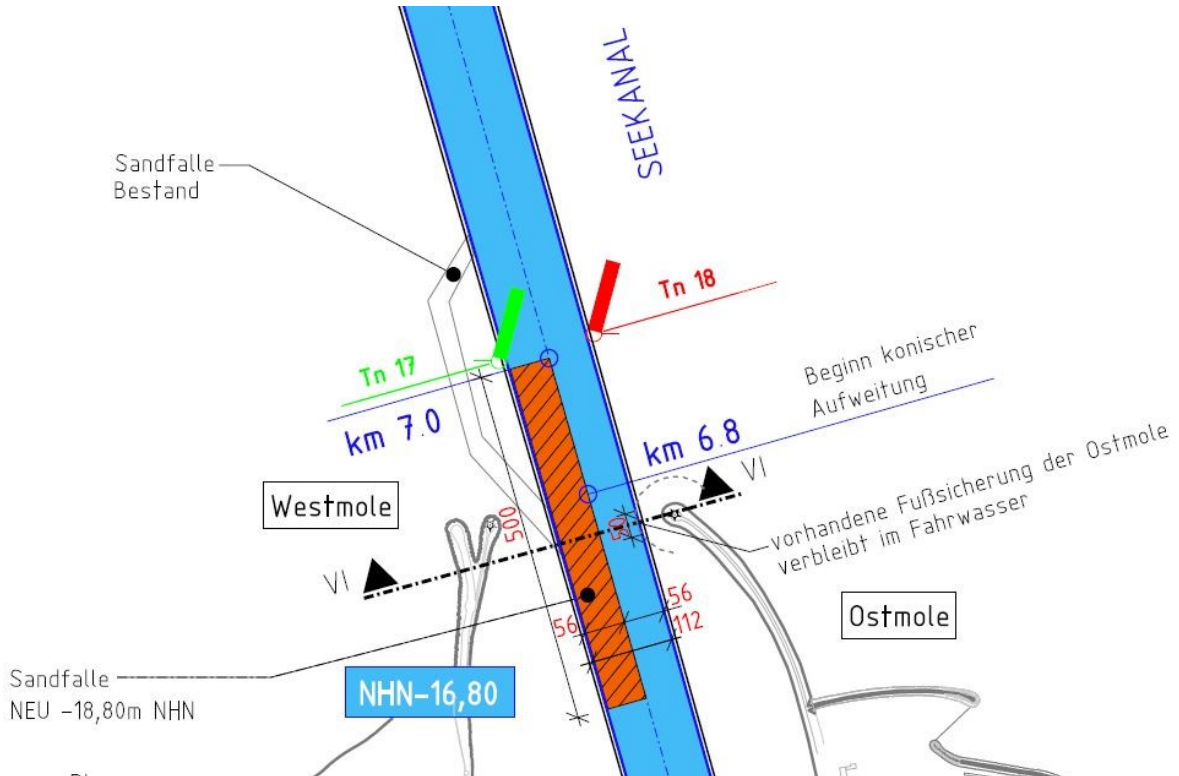 SEEKANAL
Sandfalle
Bestand
Tn 18
Tn 17
km 7.0
Beginn konischer
Aufweitung
km 6.8
VI
Westmole
500
50
vorhandene Fußsicherung der Ostmole
verbleibt im Fahrwasser
VI
56
56
112
Ostmole
Sandfalle
NEU -18,80m NHN
NHN-16,80